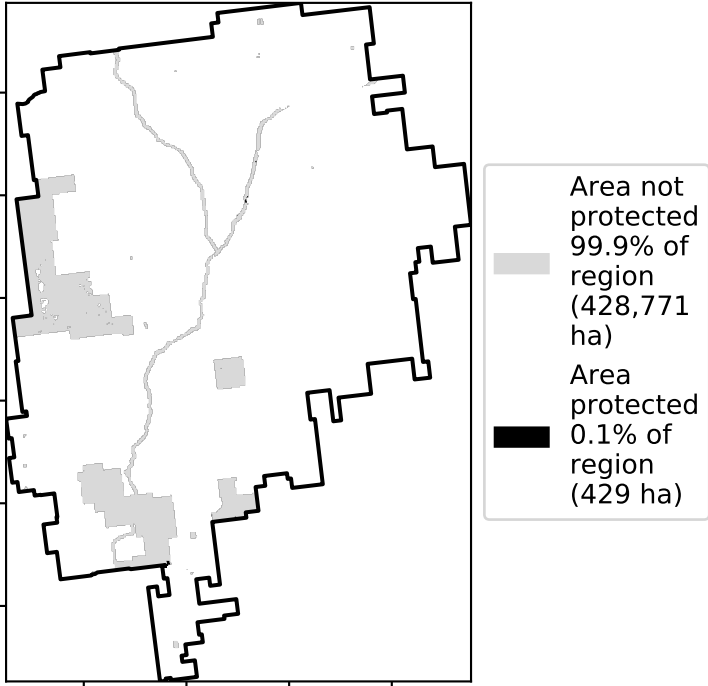 Area not
protected
99.9% of
region
(428,771
ha)
Area
protected
0.1% of
region
(429 ha)